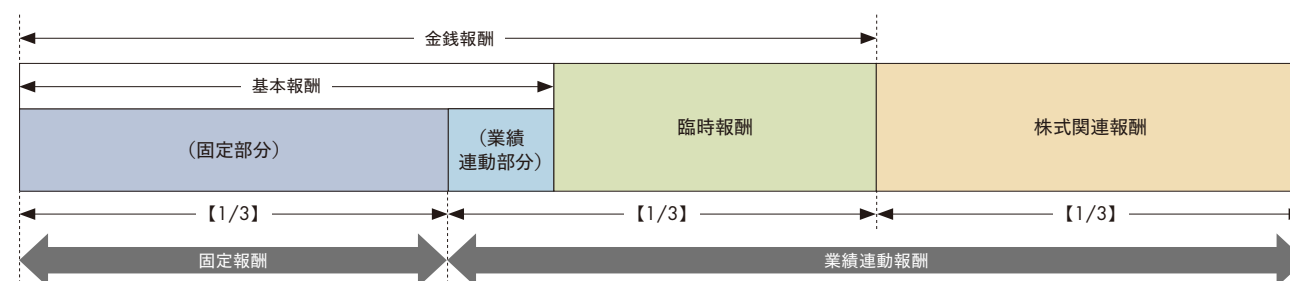 金銭報酬
基本報酬
(固定部分)
(業績
連動部分)
臨時報酬
株式関連報酬
【1/3】
【1/3】
【1/3】
固定報酬
業績連動報酬